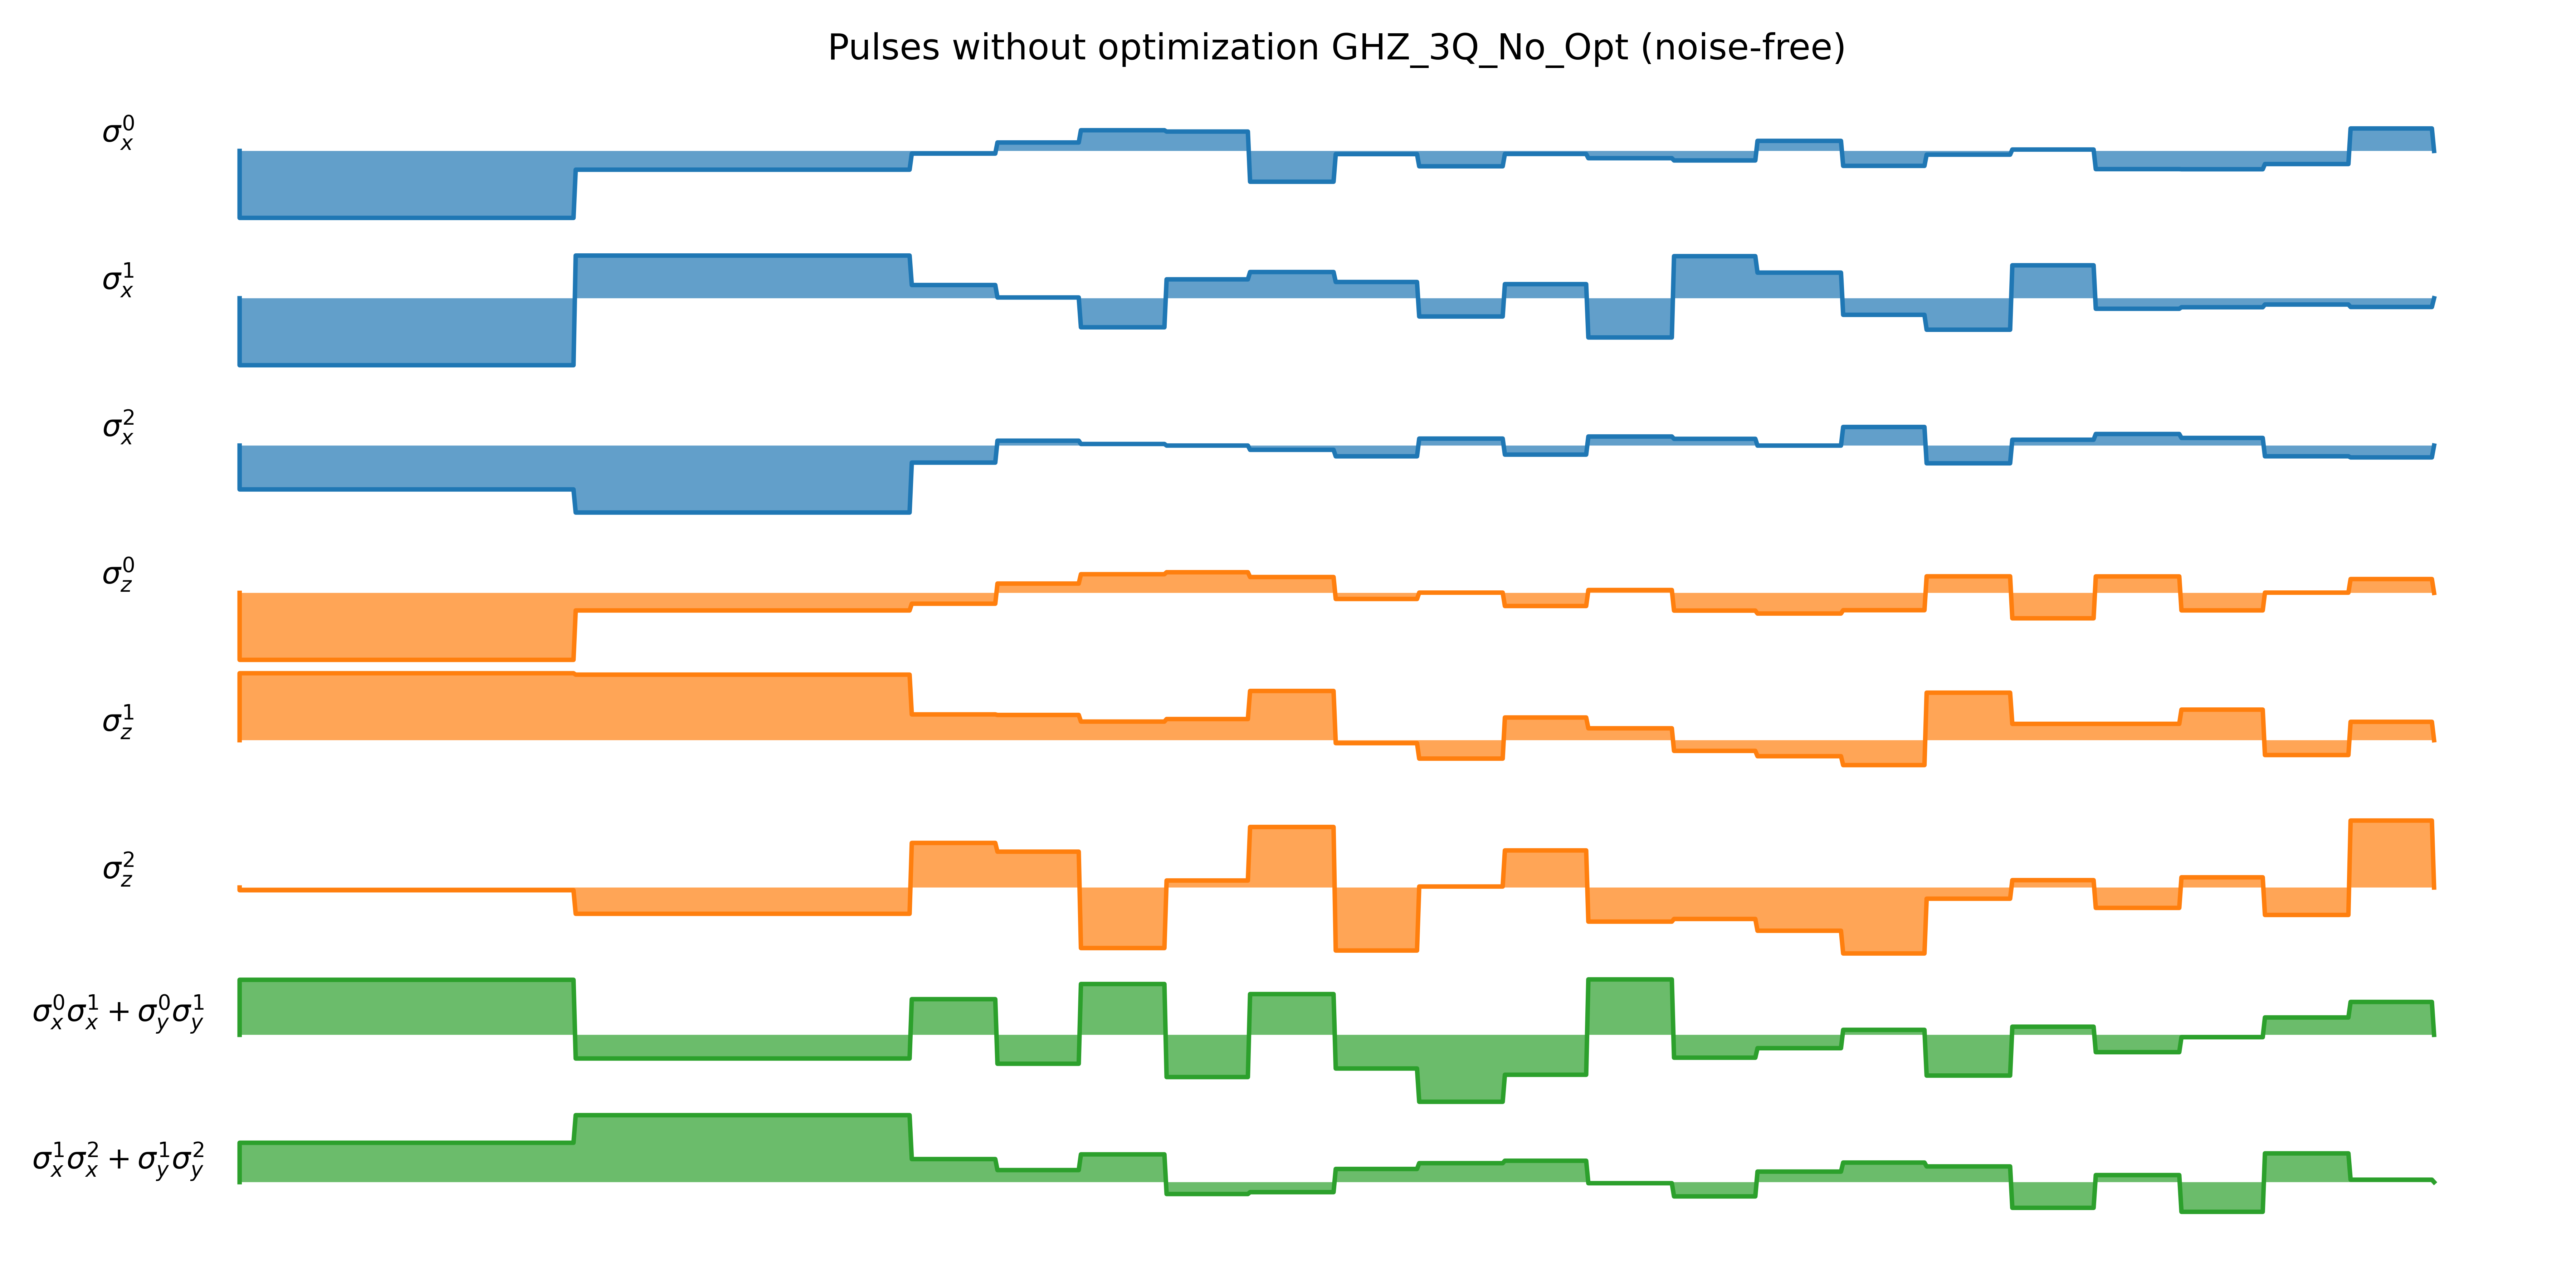 Pulses without optimization GHZ_3Q_No_Opt (noise-free)
σ_x^0
σ_x^1
σ_x^2
σ_z^0
σ_z^1
σ_z^2
σ_x^0σ_x^1 + σ_y^0σ_y^1
σ_x^1σ_x^2 + σ_y^1σ_y^2